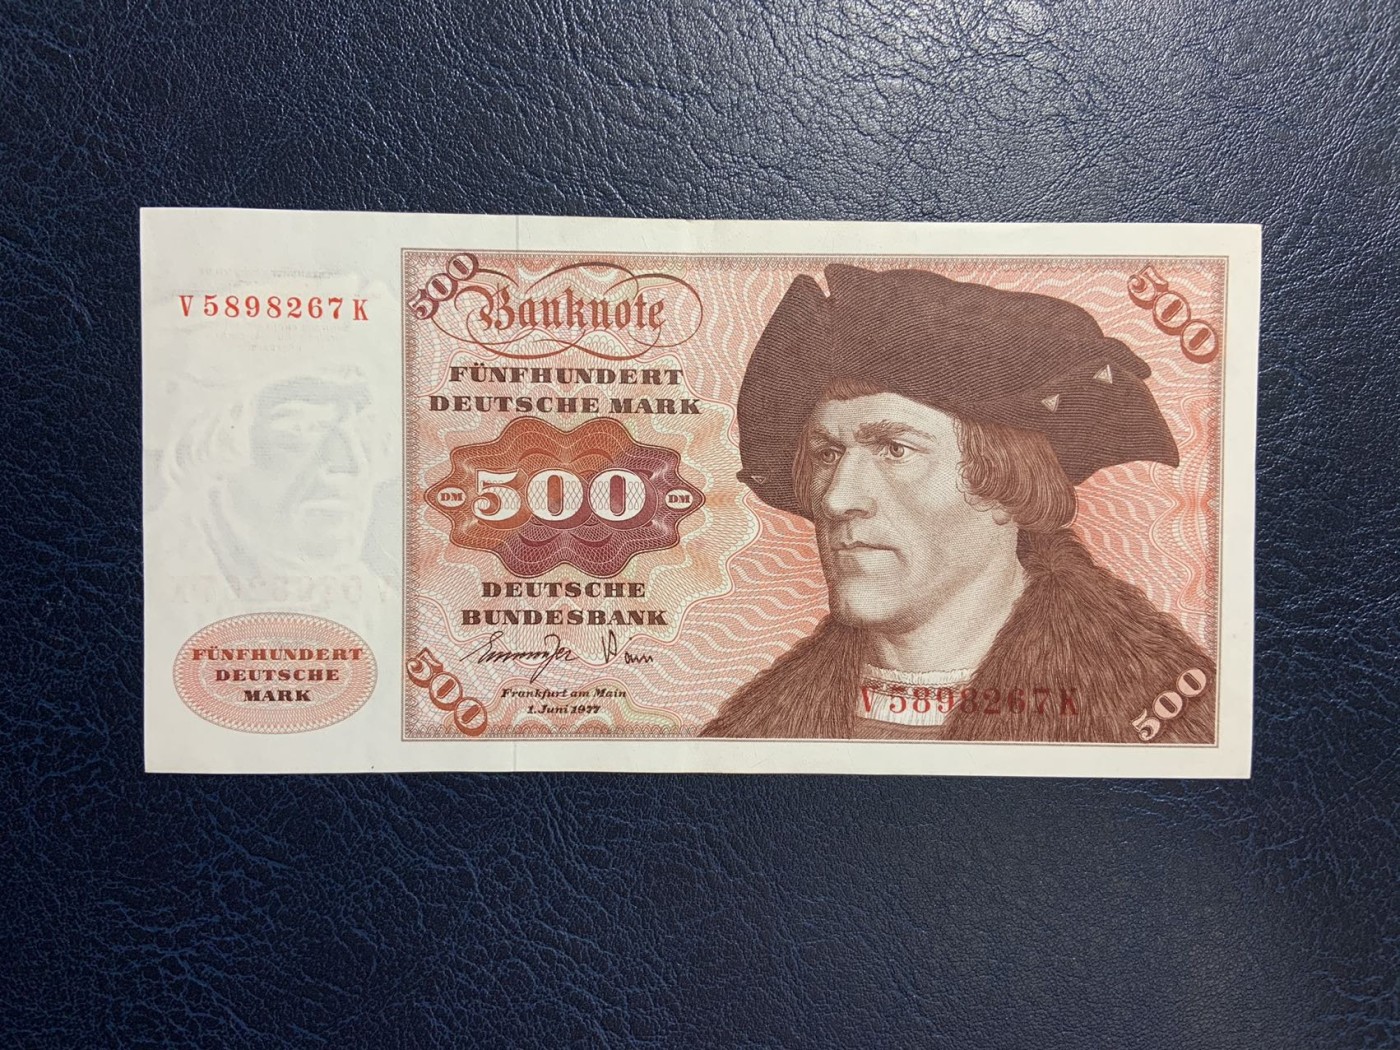 V5898267K
500
Banknote
500
FÜNFHUNDERT
DEUTSCHE MARK
DM 500 DM
DEUTSCHE
BUNDESBANK
Frankfurt am Main
1. Juni 1977
FÜNFHUNDERT
DEUTSCHE
MARK
500
V5898267K
500